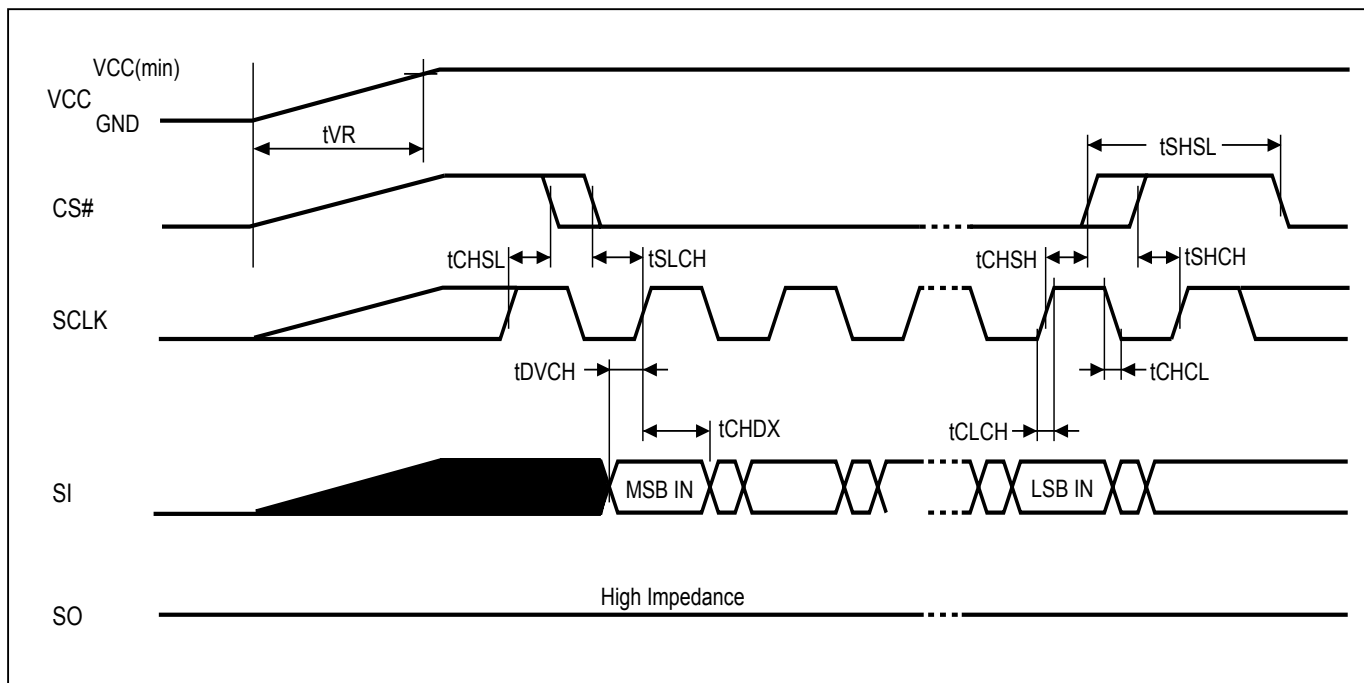 VCC(min)
VCC
GND
tVR
tSHSL
CS#
tCHSL
tSLCH
tCHSH
tSHCH
SCLK
tDVCH
tCHCL
tCHDX
tCLCH
SI
MSB IN
LSB IN
High Impedance
SO